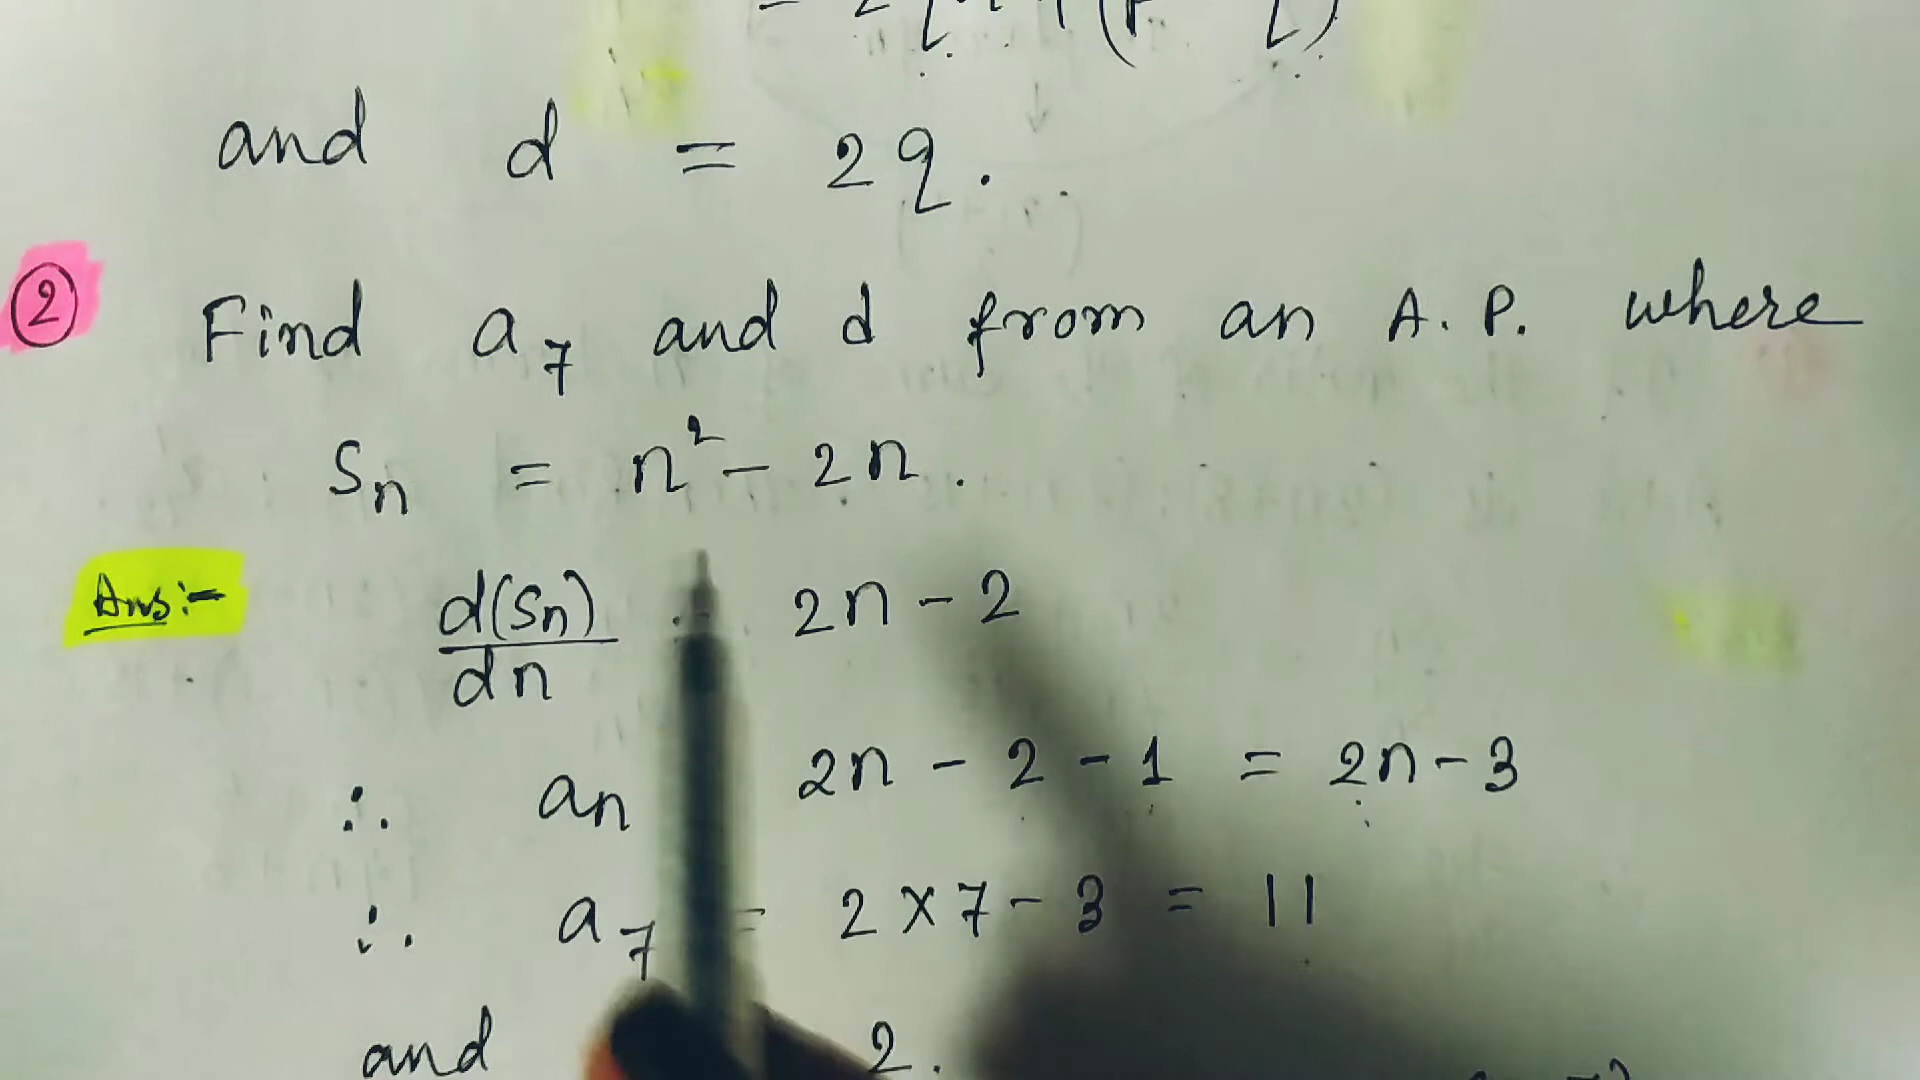 and d = 2q.
② Find a₇ and d from an A.P. where
Sₙ = n² - 2n.
Ans:- d(Sₙ)/dn 2n - 2
∴ aₙ 2n - 2 - 1 = 2n - 3
∴ a₇ = 2 × 7 - 3 = 11
and 2.